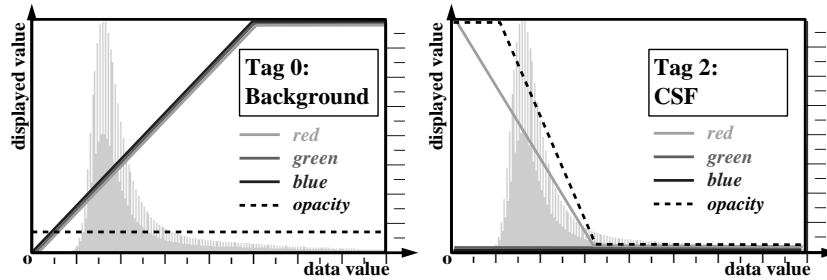 displayed value
Tag 0:
Background
red
green
blue
opacity
o
data value
displayed value
Tag 2:
CSF
red
green
blue
opacity
o
data value